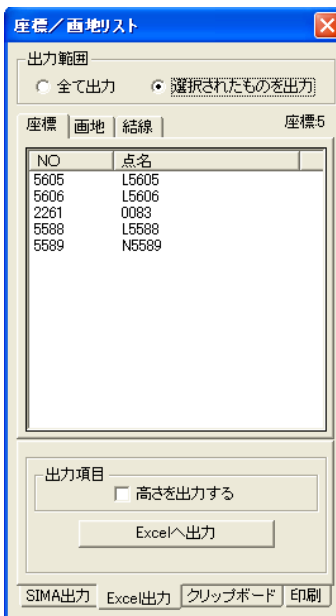 座標／画地リスト
出力範囲
全て出力 選択されたものを出力
座標 画地 結線 座標:5
NO 点名
5605 L5605
5606 L5606
2261 0083
5588 L5588
5589 N5589
出力項目
高さを出力する
Excelへ出力
SIMA出力 Excel出力 クリップボード 印刷